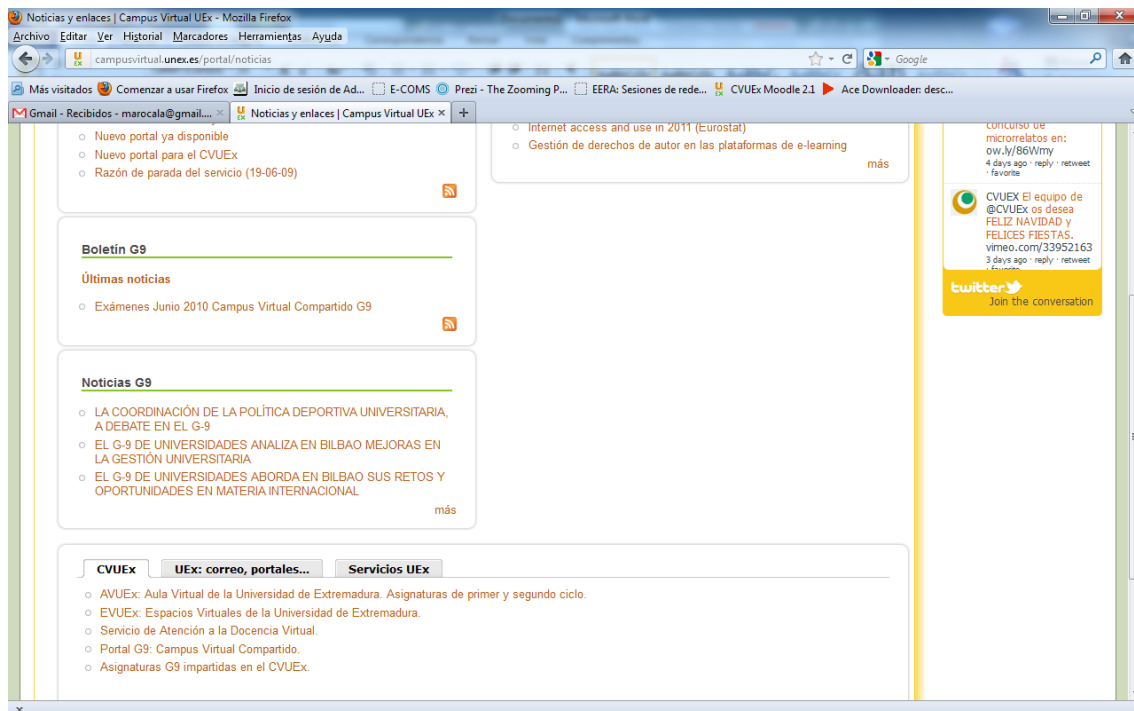 Noticias y enlaces | Campus Virtual UEx - Mozilla Firefox
Archivo Editar Ver Historial Marcadores Herramientas Ayuda
campusvirtual.unex.es/portal/noticias
Google
Más visitados Comenzar a usar Firefox Inicio de sesión de Ad... E-COMS Prezi - The Zooming P... EERA: Sesiones de rede... CVUEx Moodle 2.1 Ace Downloader: desc...
Gmail - Recibidos - marocala@gmail.... × Noticias y enlaces | Campus Virtual UEx × +
Nuevo portal ya disponible
Nuevo portal para el CVUEx
Razón de parada del servicio (19-06-09)
Internet access and use in 2011 (Eurostat)
Gestión de derechos de autor en las plataformas de e-learning
más
Boletín G9
Últimas noticias
Exámenes Junio 2010 Campus Virtual Compartido G9
Noticias G9
LA COORDINACIÓN DE LA POLÍTICA DEPORTIVA UNIVERSITARIA,
A DEBATE EN EL G-9
EL G-9 DE UNIVERSIDADES ANALIZA EN BILBAO MEJORAS EN
LA GESTIÓN UNIVERSITARIA
EL G-9 DE UNIVERSIDADES ABORDA EN BILBAO SUS RETOS Y
OPORTUNIDADES EN MATERIA INTERNACIONAL
más
CVUEx UEx: correo, portales... Servicios UEx
AVUEx: Aula Virtual de la Universidad de Extremadura. Asignaturas de primer y segundo ciclo.
EVUEx: Espacios Virtuales de la Universidad de Extremadura.
Servicio de Atención a la Docencia Virtual.
Portal G9: Campus Virtual Compartido.
Asignaturas G9 impartidas en el CVUEx.
concurso de
microrrelatos en:
ow.ly/86Wmy
4 days ago · reply · retweet
· favorite
CVUEX El equipo de
@CVUEx os desea
FELIZ NAVIDAD y
FELICES FIESTAS.
vimeo.com/33952163
3 days ago · reply · retweet
· favorite
twitter
Join the conversation